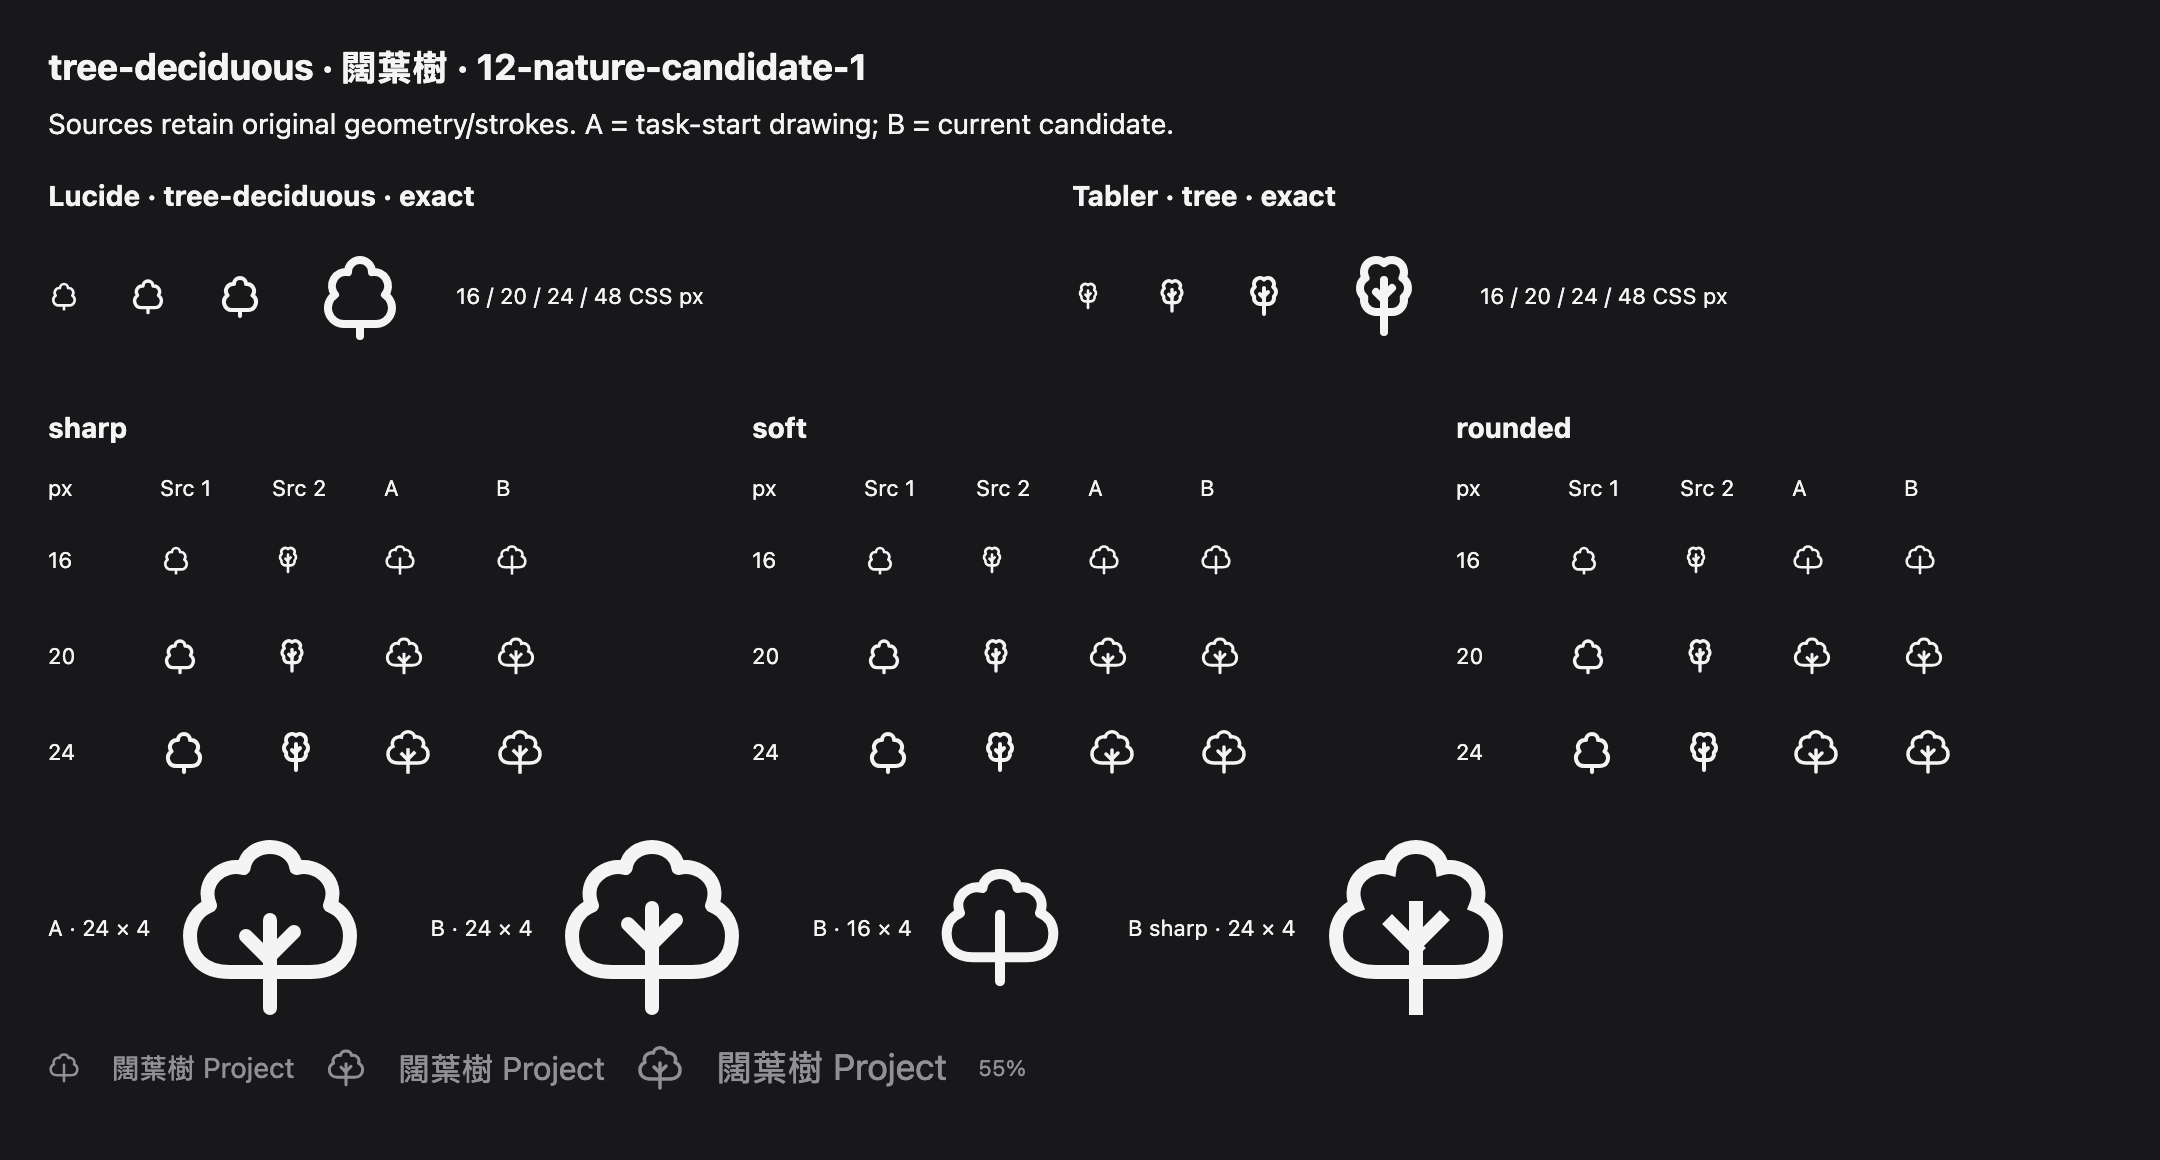 tree-deciduous · 闊葉樹 · 12-nature-candidate-1
Sources retain original geometry/strokes. A = task-start drawing; B = current candidate.
Lucide · tree-deciduous · exact
16 / 20 / 24 / 48 CSS px
Tabler · tree · exact
16 / 20 / 24 / 48 CSS px
sharp
px Src 1 Src 2 A B
16
20
24
soft
px Src 1 Src 2 A B
16
20
24
rounded
px Src 1 Src 2 A B
16
20
24
A · 24 × 4
B · 24 × 4
B · 16 × 4
B sharp · 24 × 4
闊葉樹 Project
闊葉樹 Project
闊葉樹 Project
55%